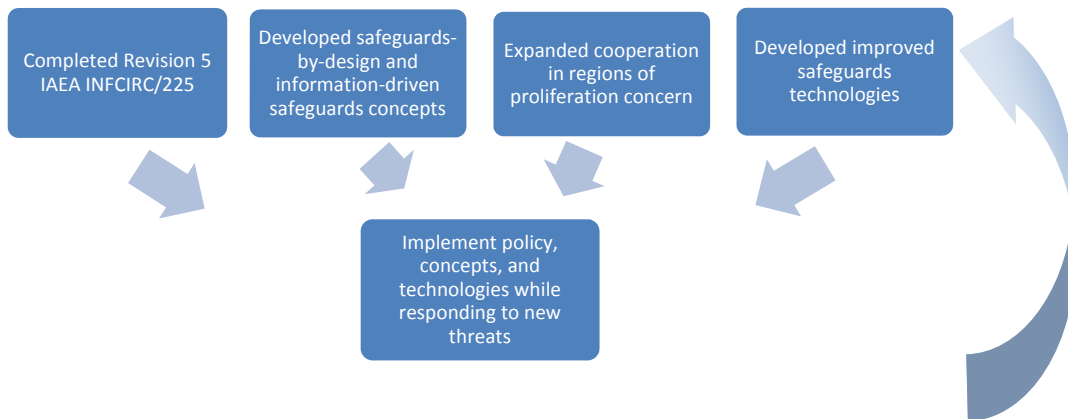 Completed Revision 5
IAEA INFCIRC/225
Developed safeguards-
by-design and
information-driven
safeguards concepts
Expanded cooperation
in regions of
proliferation concern
Developed improved
safeguards
technologies
Implement policy,
concepts, and
technologies while
responding to new
threats